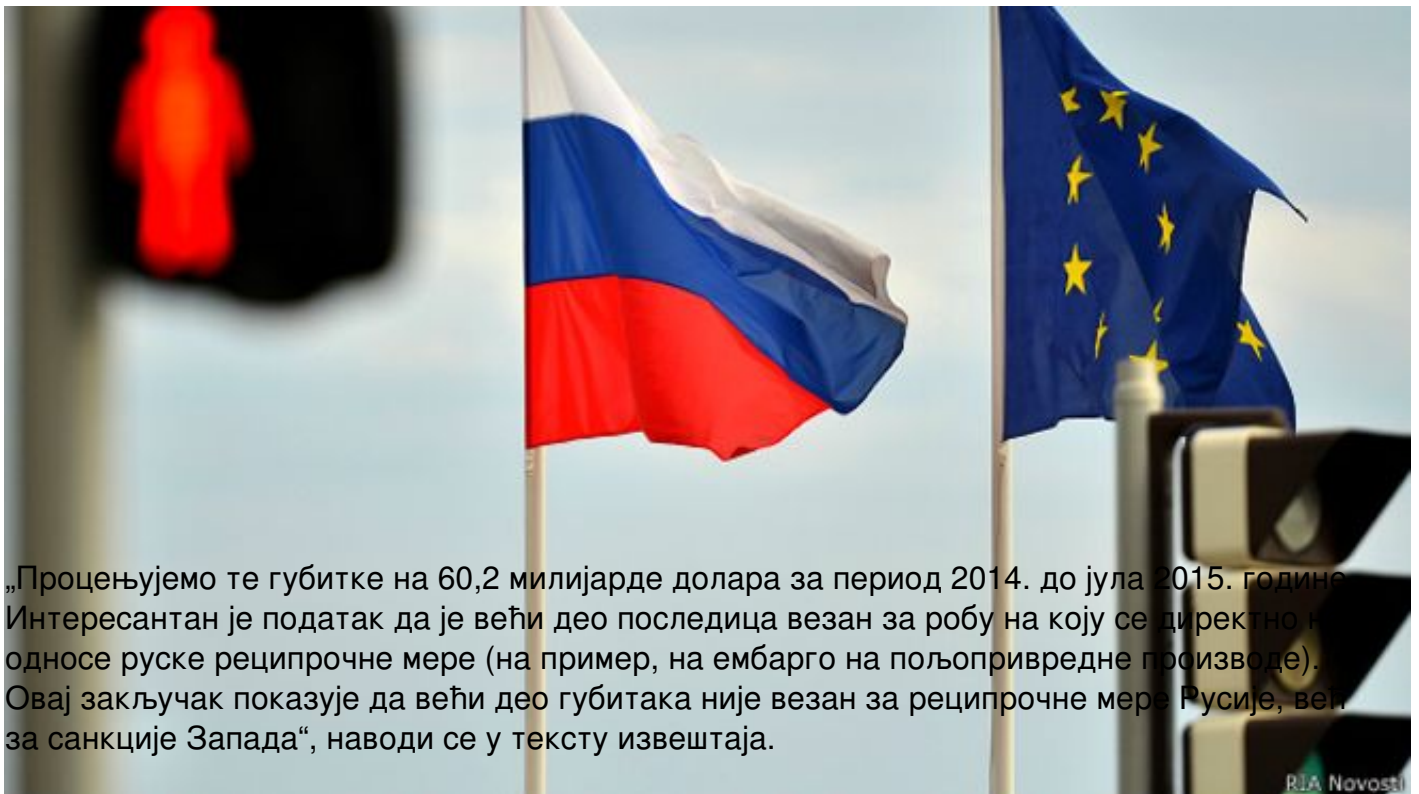 „Процењујемо те губитке на 60,2 милијарде долара за период 2014. до јула 2015. године
Интересантан је податак да је већи део последица везан за робу на коју се директно н
односе руске реципрочне мере (на пример, на ембарго на пољопривредне производе).
Овај закључак показује да већи део губитака није везан за реципрочне мере Русије, већ
за санкције Запада“, наводи се у тексту извештаја.
RIA Novosti